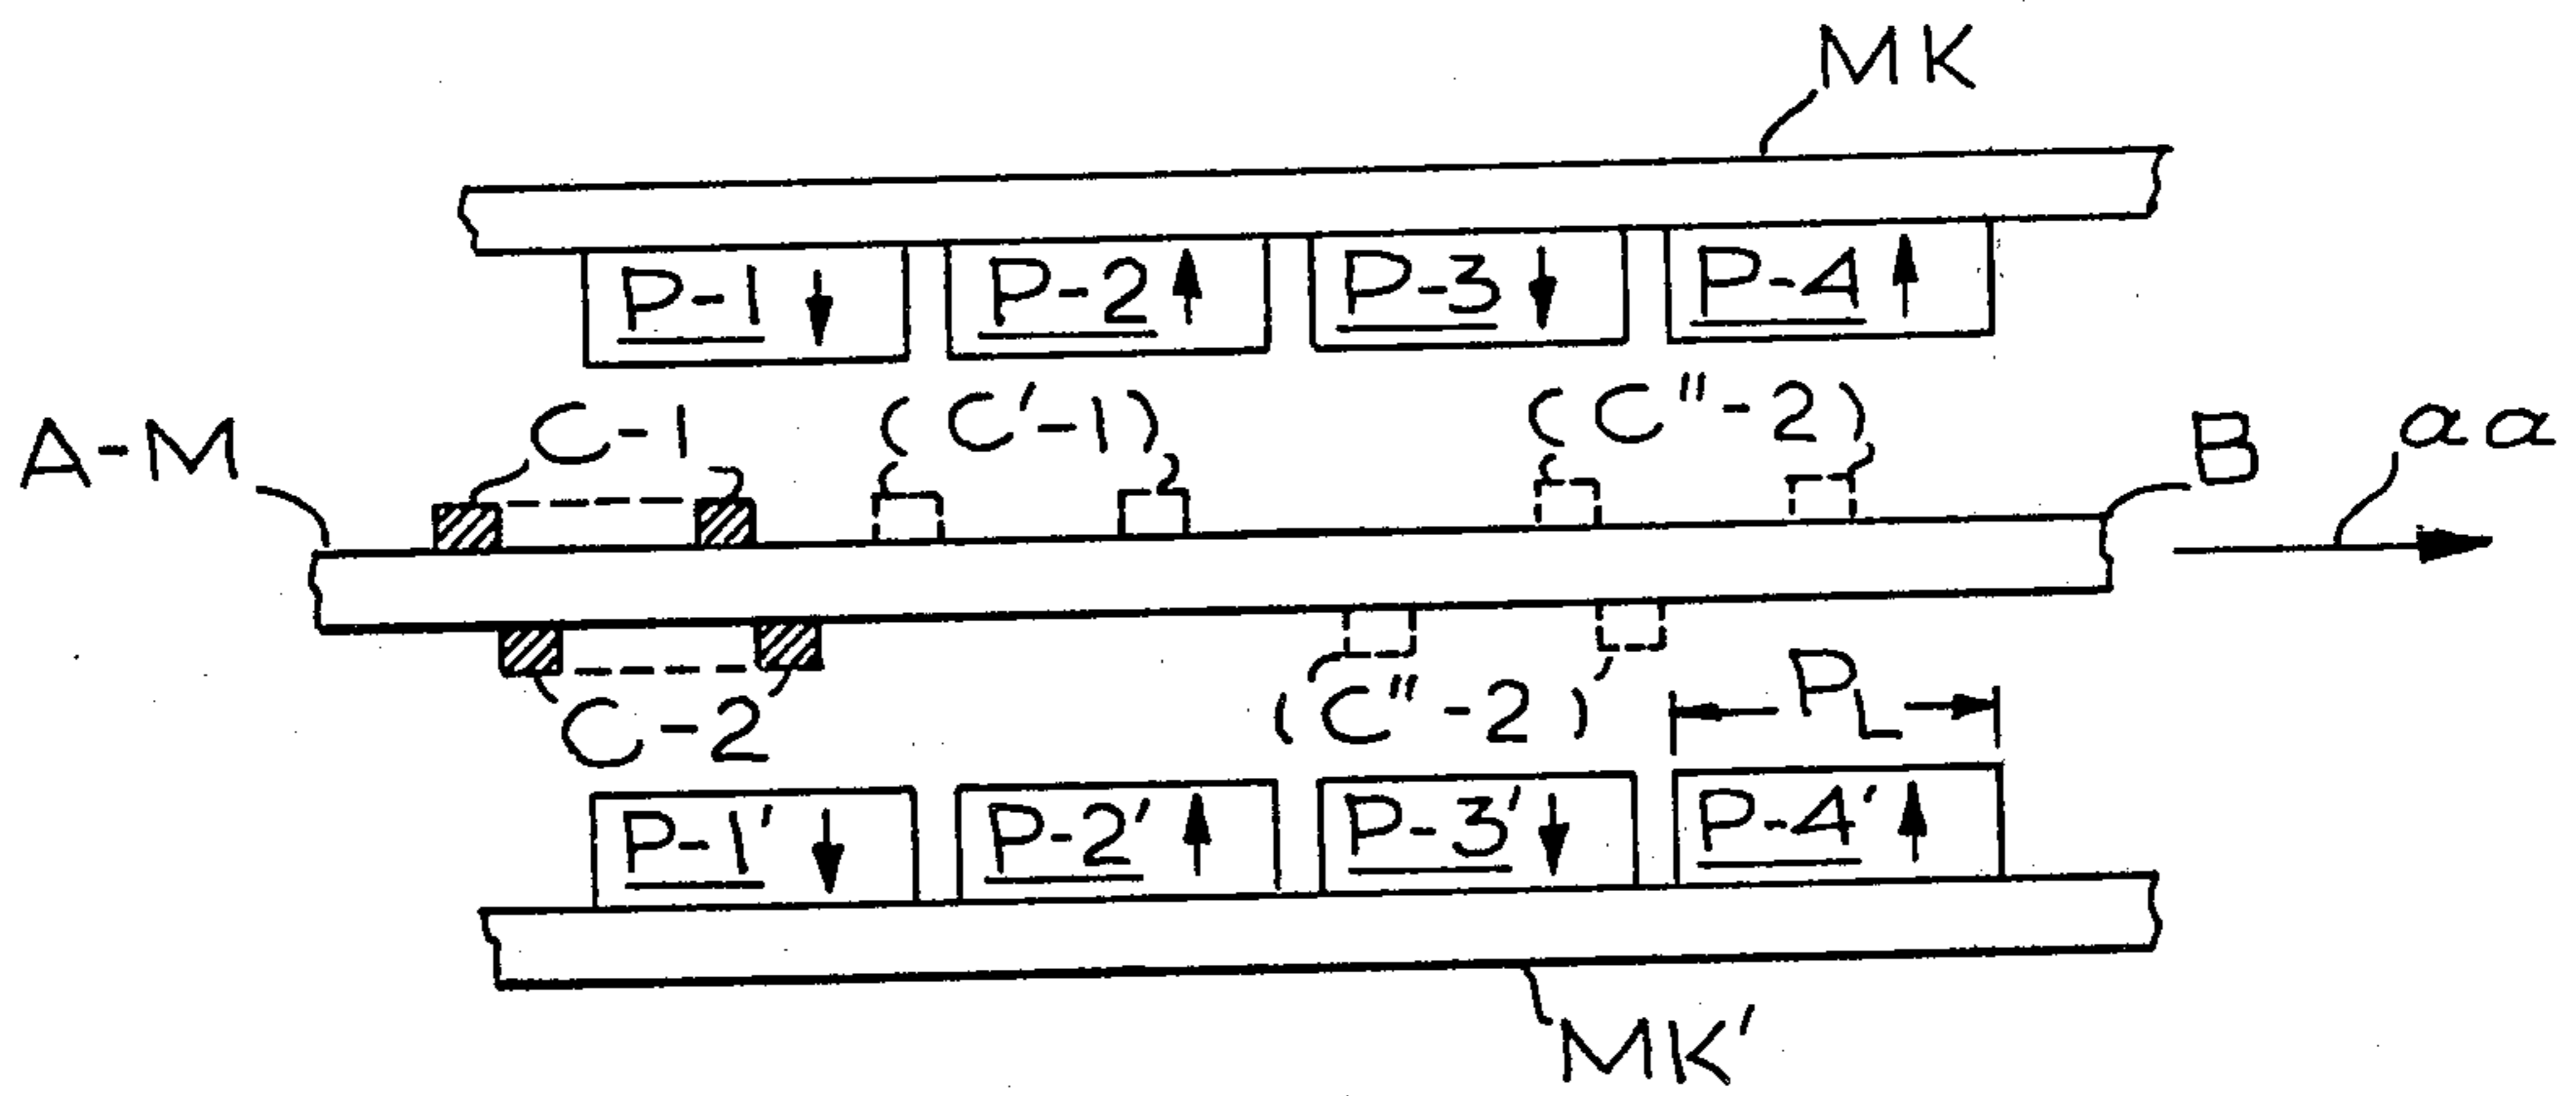 MK
P-1 P-2 P-3 P-4
A-M C-1 (C'-1) (C"-2) B aa
C-2 (C"-2) PL
P-1' P-2' P-3' P-4'
MK'